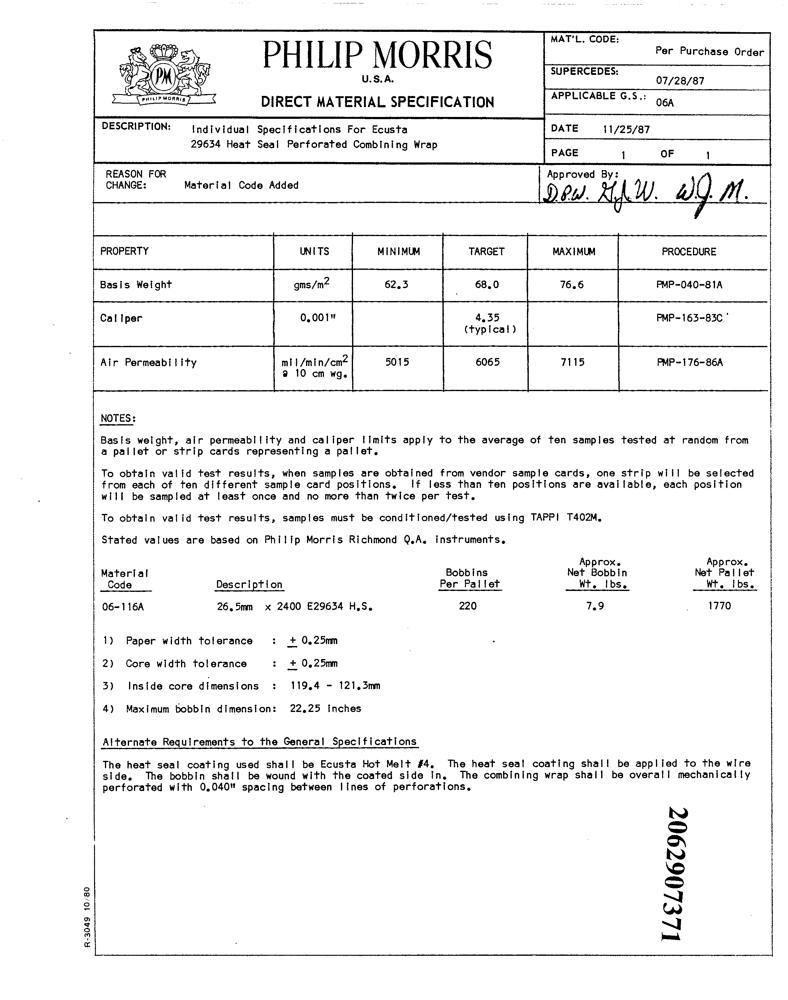 PHILIP MORRIS
U.S.A.
DIRECT MATERIAL SPECIFICATION
PM
PHILIP MORRIS
MAT'L. CODE:
Per Purchase Order
SUPERCEDES:
07/28/87
APPLICABLE G.S.: 06A
DESCRIPTION: Individual Specifications For Ecusta
29634 Heat Seal Perforated Combining Wrap
DATE 11/25/87
PAGE 1 OF 1
REASON FOR
CHANGE: Material Code Added
Approved By:
W.J.M.
PROPERTY UNITS MINIMUM TARGET MAXIMUM PROCEDURE
Basis Weight gms/m2 62.3 68.0 76.6 PMP-040-81A
Caliper 0.001" 4.35 PMP-163-83C
(typical)
Air Permeability mil/min/cm2 5015 6065 7115 PMP-176-86A
@ 10 cm wg.
NOTES:
Basis weight, air permeability and caliper limits apply to the average of ten samples tested at random from
a pallet or strip cards representing a pallet.
To obtain valid test results, when samples are obtained from vendor sample cards, one strip will be selected
from each of ten different sample card positions. If less than ten positions are available, each position
will be sampled at least once and no more than twice per test.
To obtain valid test results, samples must be conditioned/tested using TAPPI T402M.
Stated values are based on Philip Morris Richmond Q.A. instruments.
Approx. Approx.
Material Bobbins Net Bobbin Net Pallet
Code Description Per Pallet Wt. lbs. Wt. lbs.
06-116A 26.5mm x 2400 E29634 H.S. 220 7.9 1770
1) Paper width tolerance : ± 0.25mm
2) Core width tolerance : ± 0.25mm
3) Inside core dimensions : 119.4 - 121.3mm
4) Maximum bobbin dimension: 22.25 inches
Alternate Requirements to the General Specifications
The heat seal coating used shall be Ecusta Hot Melt #4. The heat seal coating shall be applied to the wire
side. The bobbin shall be wound with the coated side in. The combining wrap shall be overall mechanically
perforated with 0.040" spacing between lines of perforations.
2062907371
R-3049 10/80